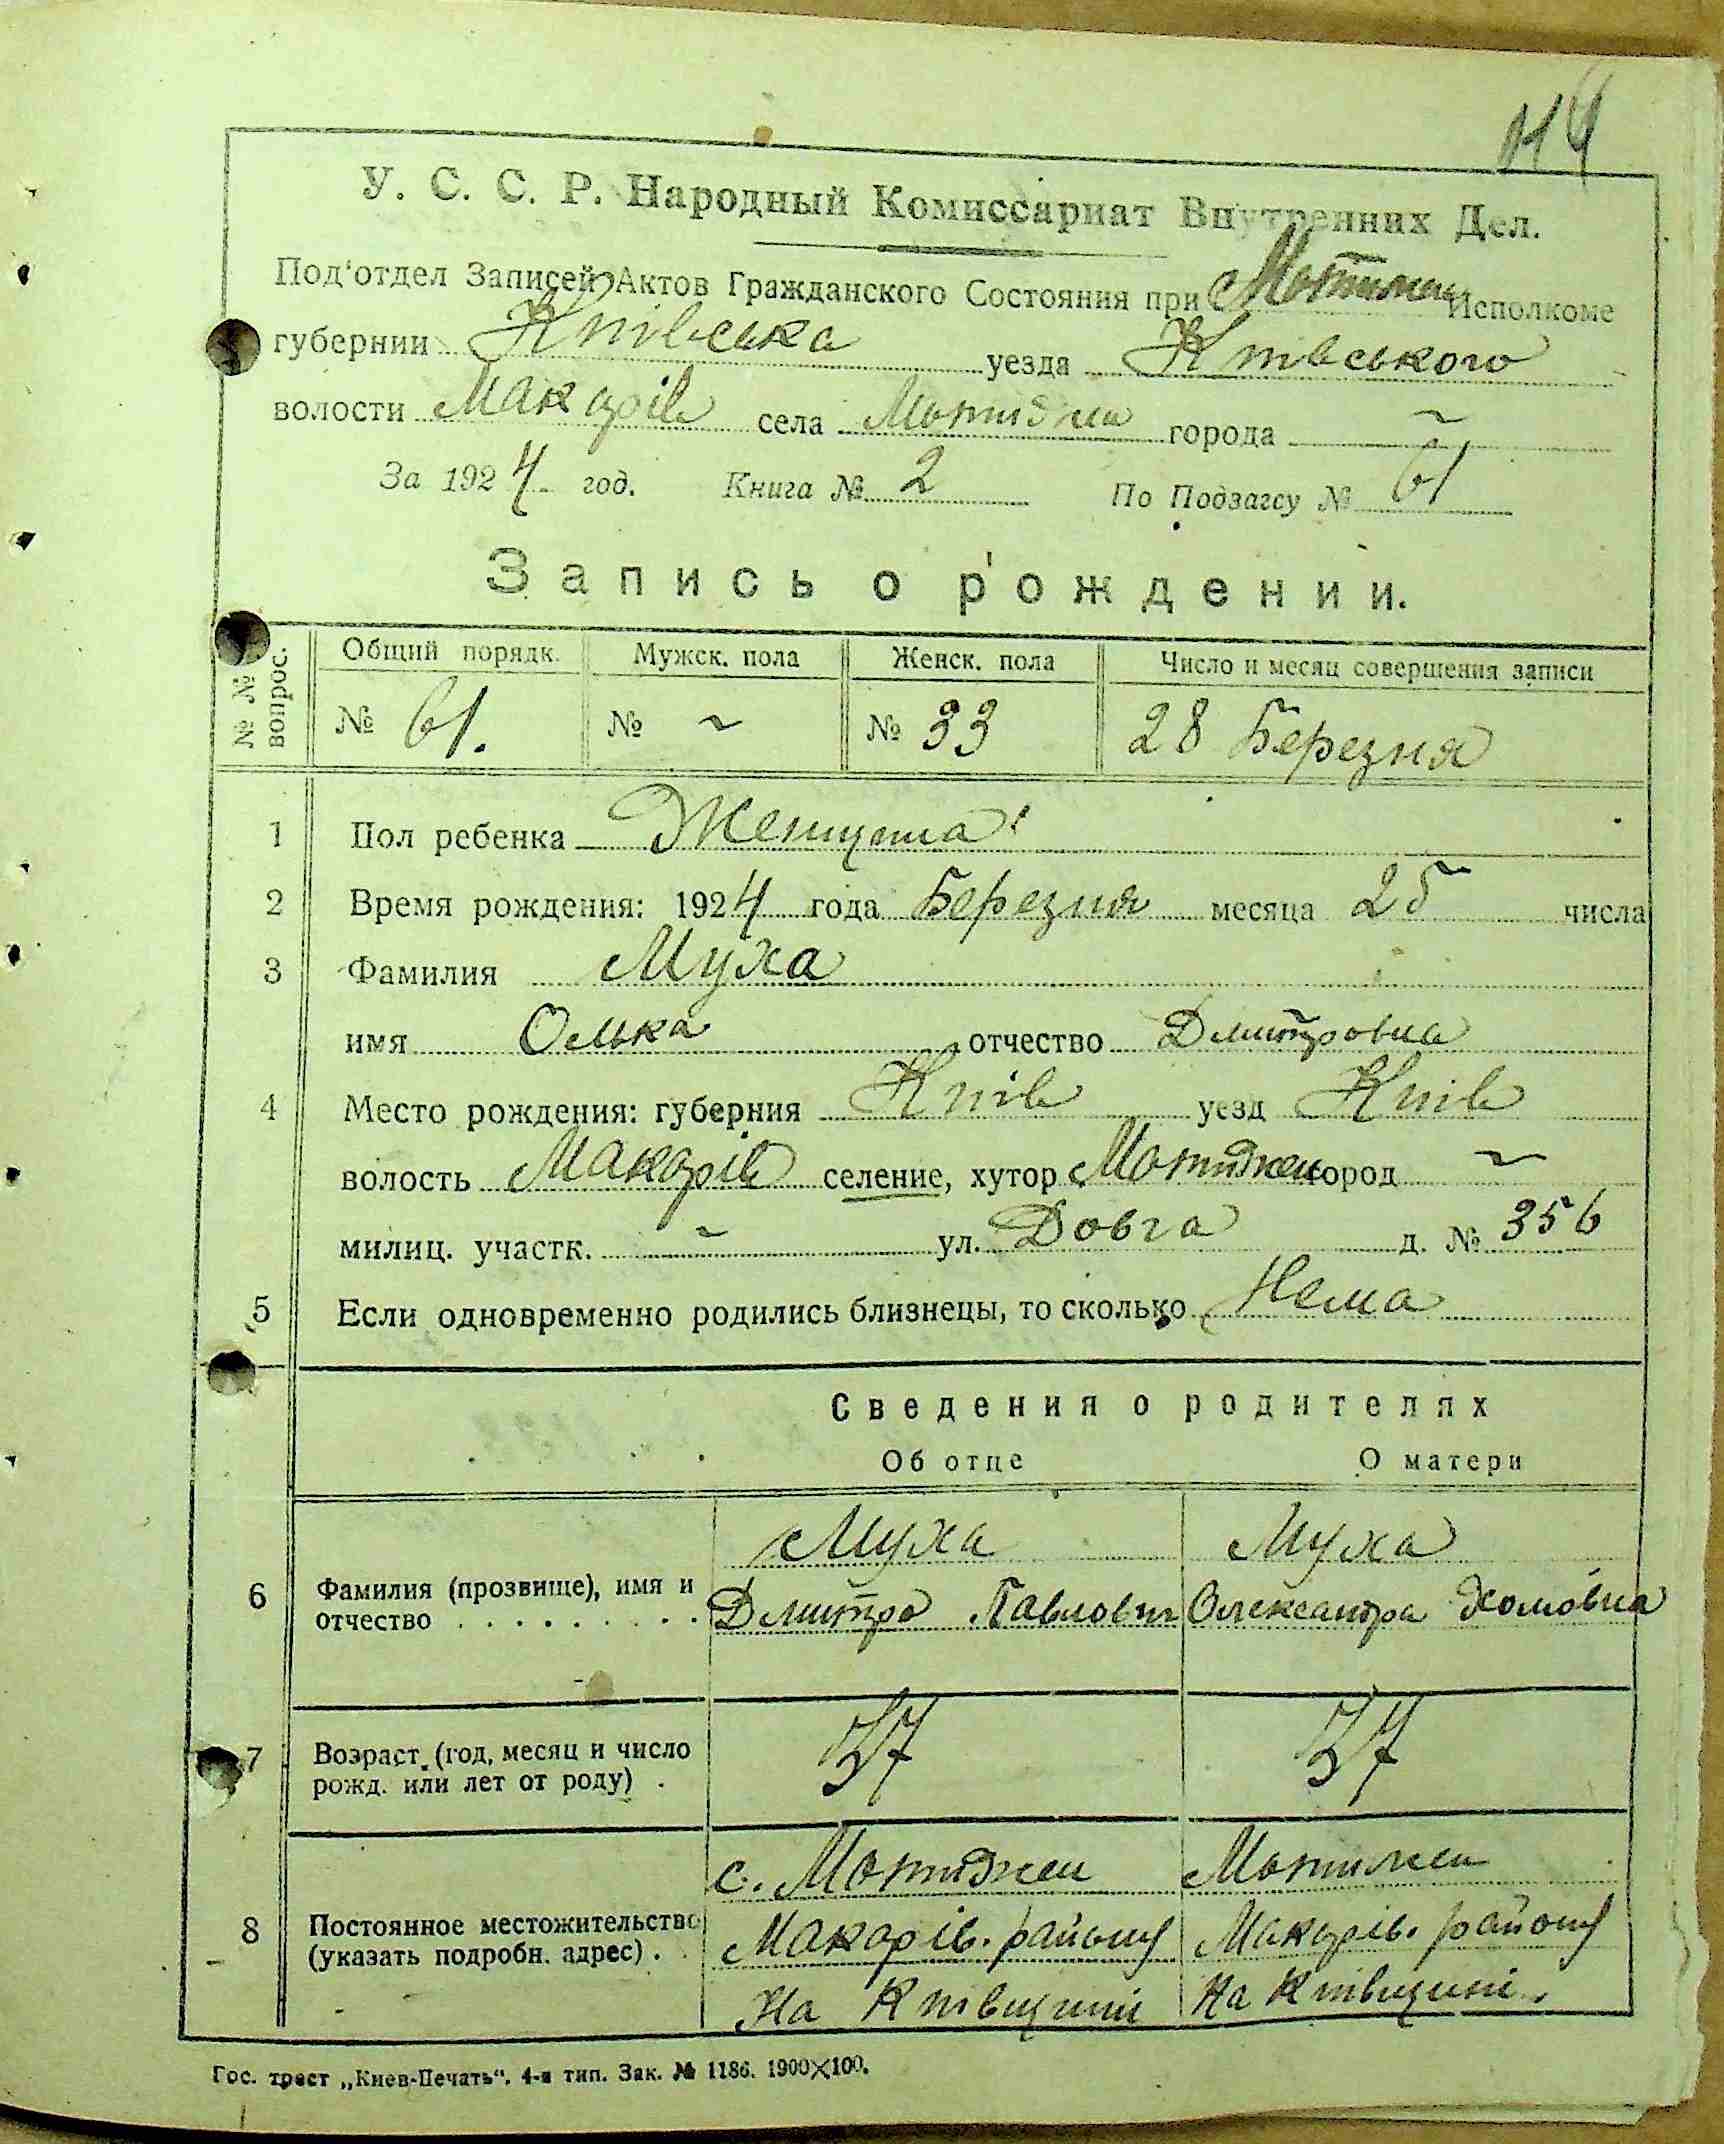 114
У. С. С. Р. Народный Комиссариат Внутренних Дел.
Под'отдел Записей Актов Гражданского Состояния при Мотижин Исполкоме
губернии Київська уезда Київського
волости Макарів села Мотижин города ~
За 1924 год. Книга № 2 По Подзагсу № 61
Запись о рождении.
№ № вопрос. Общий порядк. Мужск. пола Женск. пола Число и месяц совершения записи
№ 61. № ~ № 33 28 Березня
1 Пол ребенка Женщина
2 Время рождения: 1924 года Березня месяца 25 числа
3 Фамилия Муха
имя Олька отчество Дмитровна
4 Место рождения: губерния Київ уезд Київ
волость Макарів селение, хутор Мотижин город ~
милиц. участк. ~ ул. Довга д. № 356
5 Если одновременно родились близнецы, то сколько Нема
Сведения о родителях
Об отце О матери
Муха Муха
6 Фамилия (прозвище), имя и отчество Дмитро Павлович Олександра Хомовна
7 Возраст (год, месяц и число рожд. или лет от роду) 37 37
с. Мотижин Мотижин
8 Постоянное местожительство (указать подробн. адрес) Макарів. району Макарів. району
На Київщині На Київщині.
Гос. трест „Киев-Печать“. 4-я тип. Зак. № 1186. 1900×100.